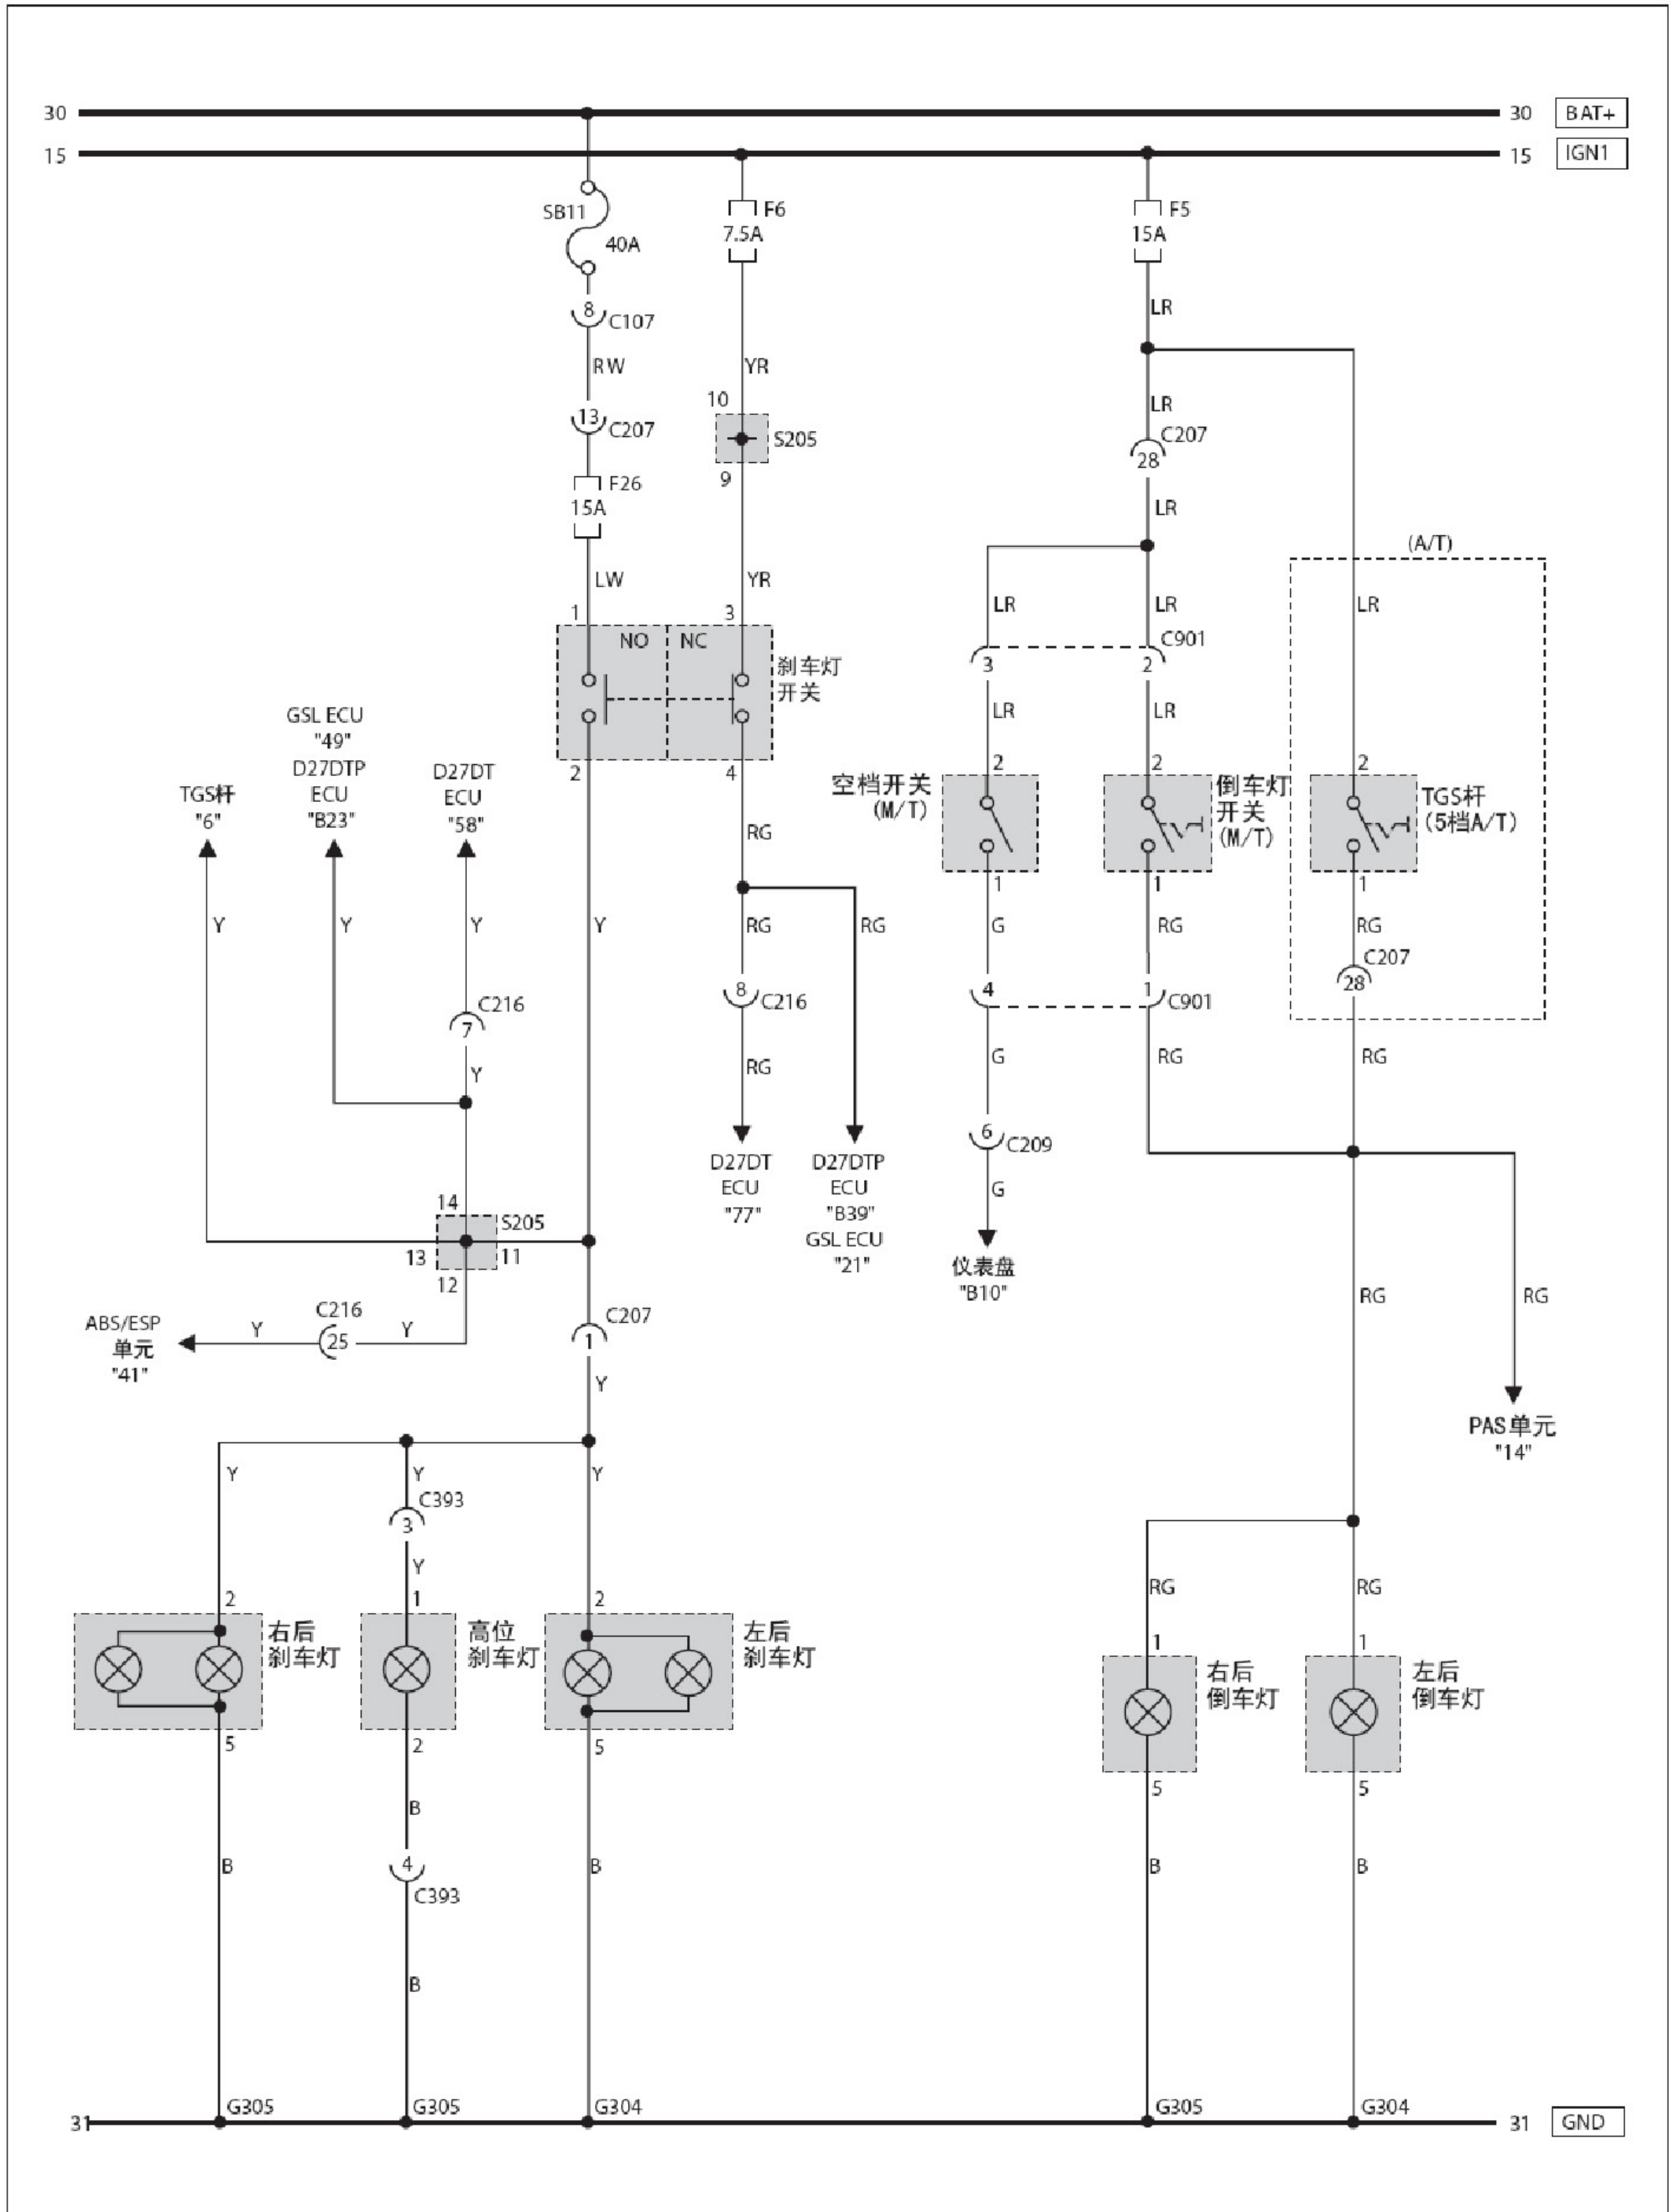 30
30
BAT+
15
15
IGN1
SB11
40A
F6
7.5A
F5
15A
8
C107
LR
RW
YR
10
LR
13
C207
S205
C207
28
9
F26
15A
LR
(A/T)
LW
YR
LR
LR
LR
1
3
C901
NO
NC
3
2
刹车灯
开关
LR
LR
GSL ECU
"49"
D27DTP
ECU
"B23"
D27DT
ECU
"58"
TGS杆
"6"
2
4
空档开关
(M/T)
2
2
倒车灯
开关
(M/T)
2
TGS杆
(5档A/T)
RG
1
1
1
Y
Y
Y
Y
RG
RG
G
RG
RG
C207
28
8
C216
4
1
C901
C216
7
Y
RG
G
RG
RG
6
C209
D27DT
ECU
"77"
D27DTP
ECU
"B39"
GSL ECU
"21"
G
14
S205
13
11
12
仪表盘
"B10"
RG
RG
ABS/ESP
单元
"41"
Y
C216
25
Y
C207
1
Y
PAS单元
"14"
Y
Y
Y
C393
3
Y
RG
RG
2
1
2
右后
刹车灯
高位
刹车灯
左后
刹车灯
1
1
右后
倒车灯
左后
倒车灯
5
2
5
5
5
B
B
B
B
B
4
C393
B
31
G305
G305
G304
G305
G304
31
GND